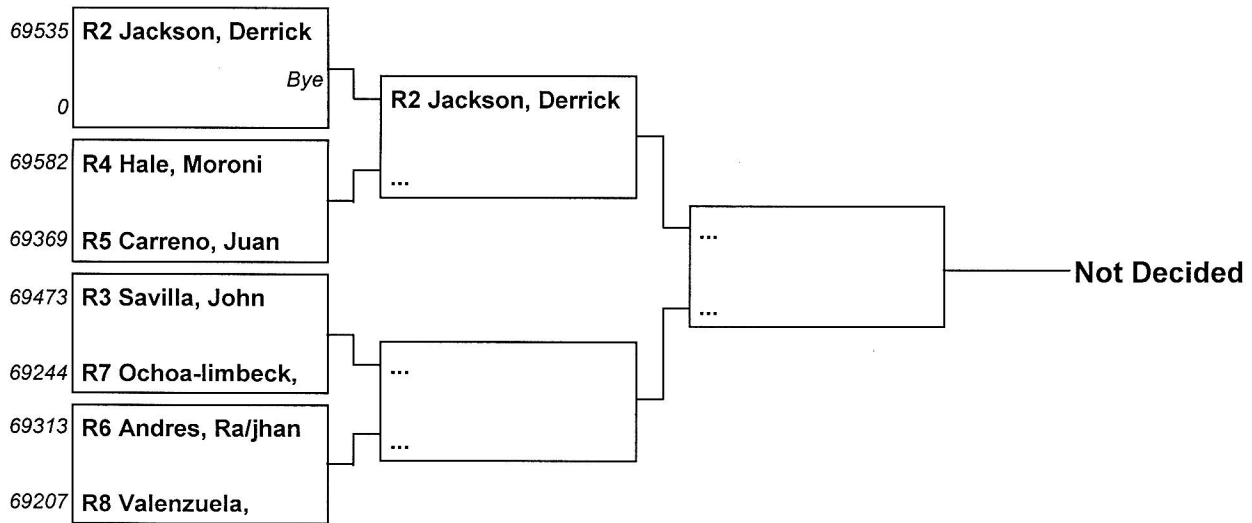 69535 R2 Jackson, Derrick
Bye
0
R2 Jackson, Derrick
69582 R4 Hale, Moroni
...
69369 R5 Carreno, Juan
...
Not Decided
69473 R3 Savilla, John
...
69244 R7 Ochoa-limbeck,
...
69313 R6 Andres, Ra/jhan
...
69207 R8 Valenzuela,